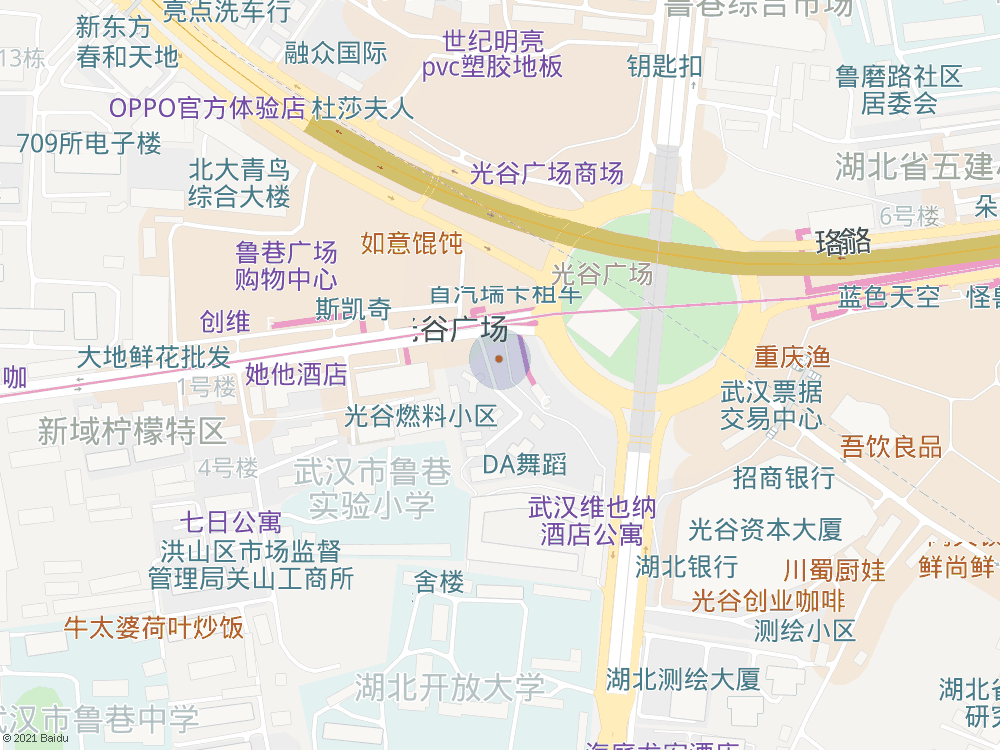 亮点洗车行
鲁巷综合市场
新东方
13栋
春和天地
融众国际
世纪明亮
pvc塑胶地板
钥匙扣
鲁磨路社区
居委会
OPPO官方体验店
杜莎夫人
709所电子楼
北大青鸟
综合大楼
光谷广场商场
湖北省五建
朵
6号楼
鲁巷广场
购物中心
如意馄饨
光谷广场
珞
斯凯奇
蓝色天空
创维
谷广场
大地鲜花批发
重庆渔
咖
1号楼
她他酒店
武汉票据
交易中心
光谷燃料小区
新域柠檬特区
吾饮良品
4号楼
武汉市鲁巷
实验小学
DA舞蹈
招商银行
七日公寓
武汉维也纳
酒店公寓
光谷资本大厦
洪山区市场监督
管理局关山工商所
舍楼
湖北银行
川蜀厨娃
鲜尚鲜
光谷创业咖啡
牛太婆荷叶炒饭
测绘小区
湖北开放大学
湖北测绘大厦
湖北省
研究
武汉市鲁巷中学
© 2021 Baidu